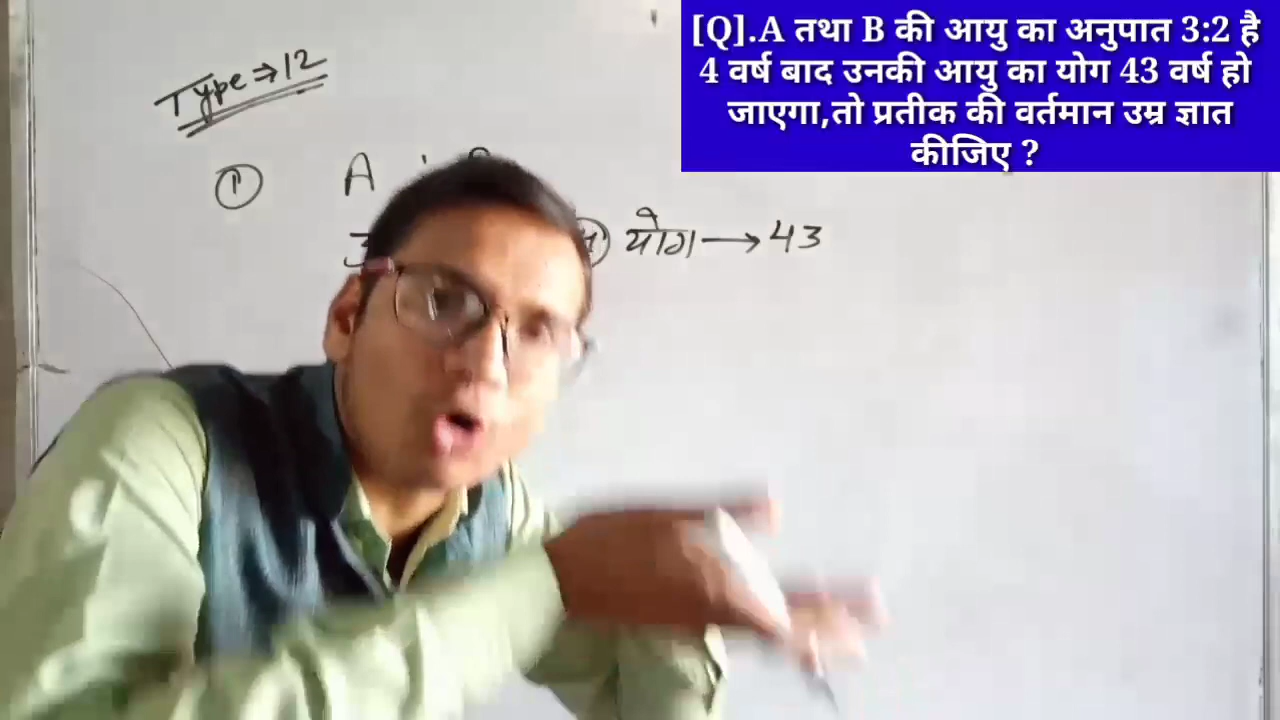 [Q].A तथा B की आयु का अनुपात 3:2 है
4 वर्ष बाद उनकी आयु का योग 43 वर्ष हो
जाएगा,तो प्रतीक की वर्तमान उम्र ज्ञात
कीजिए ?
Type⇒12
① A :
3 योग→43